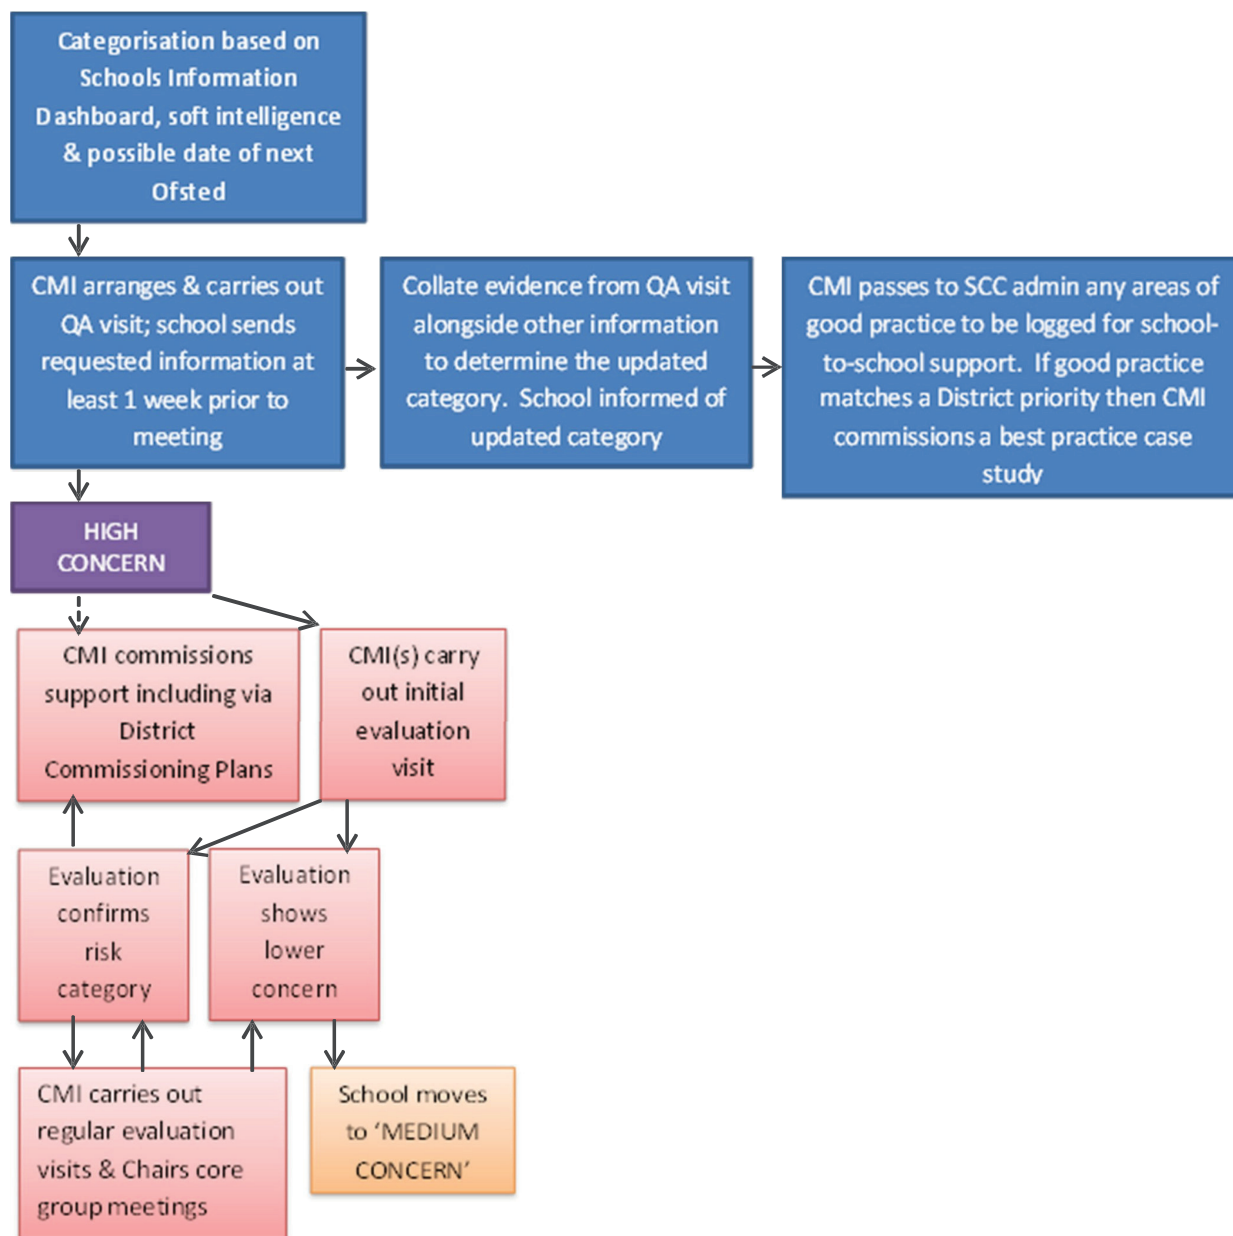 Categorisation based on
Schools Information
Dashboard, soft intelligence
& possible date of next
Ofsted
CMI arranges & carries out
QA visit; school sends
requested information at
least 1 week prior to
meeting
Collate evidence from QA visit
alongside other information
to determine the updated
category. School informed of
updated category
CMI passes to SCC admin any areas of
good practice to be logged for school-
to-school support. If good practice
matches a District priority then CMI
commissions a best practice case
study
HIGH
CONCERN
CMI commissions
support including via
District
Commissioning Plans
CMI(s) carry
out initial
evaluation
visit
Evaluation
confirms
risk
category
Evaluation
shows
lower
concern
CMI carries out
regular evaluation
visits & Chairs core
group meetings
School moves
to ‘MEDIUM
CONCERN’